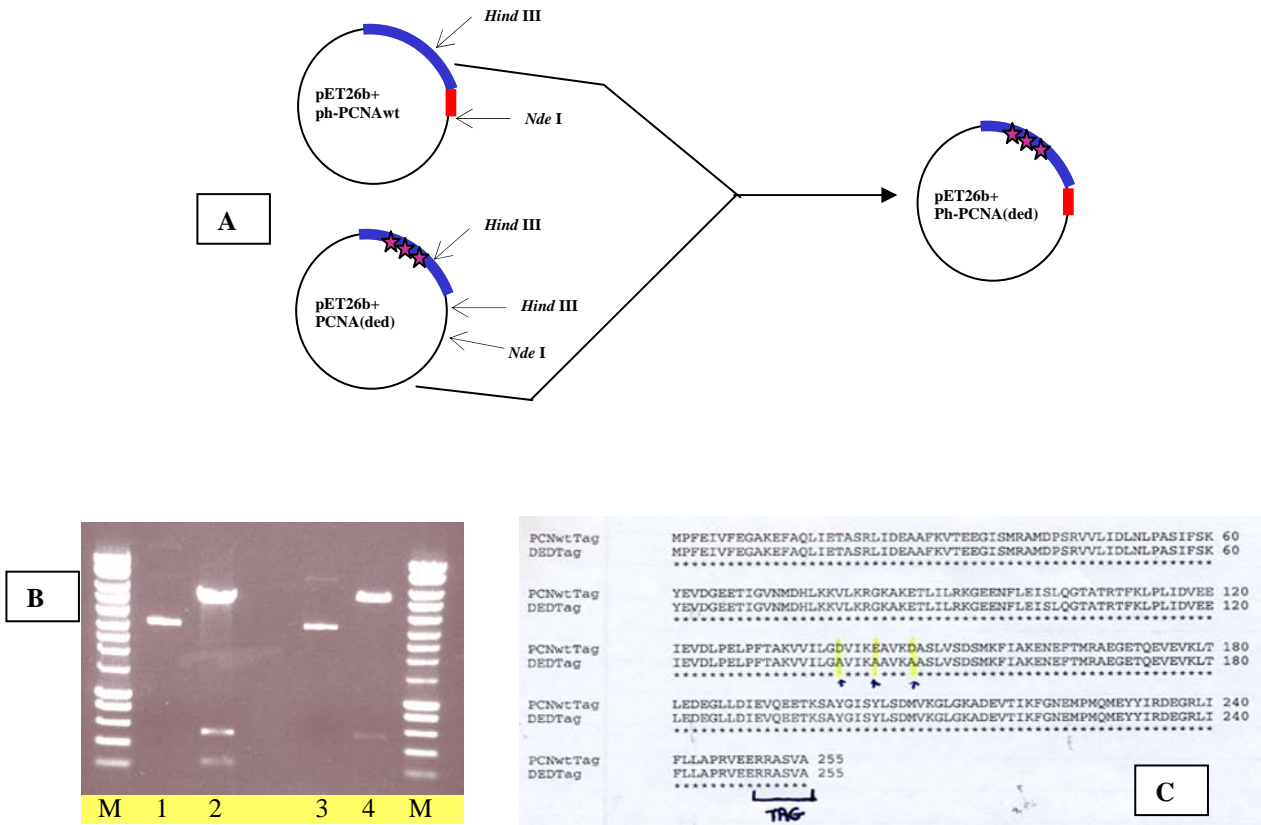 Hind III
pET26b+
ph-PCNAwt
Nde I
A
Hind III
pET26b+
PCNA(ded)
Hind III
Nde I
pET26b+
Ph-PCNA(ded)
B
M 1 2 3 4 M
PCNwtTag MPFEIVFEGAKEFAQLIETASRLIDEAAFKVTEEGISMRAMDPSRVVLIDLNLPASIFSK 60
DEDTag MPFEIVFEGAKEFAQLIETASRLIDEAAFKVTEEGISMRAMDPSRVVLIDLNLPASIFSK 60
************************************************************
PCNwtTag YEVDGEETIGVNMDHLKKVLKRGKAKETLILRKGEENFLEISLQGTATRTFKLPLIDVEE 120
DEDTag YEVDGEETIGVNMDHLKKVLKRGKAKETLILRKGEENFLEISLQGTATRTFKLPLIDVEE 120
************************************************************
PCNwtTag IEVDLPELPFTAKVVILGDVIKEAVKDASLVSDSMKFIAKENEFTMRAEGETQEVEVKLT 180
DEDTag IEVDLPELPFTAKVVILGAVIKAAVKAASLVSDSMKFIAKENEFTMRAEGETQEVEVKLT 180
****************** *** *** *********************************
PCNwtTag LEDEGLLDIEVQEETKSAYGISYLSDMVKGLGKADEVTIKFGNEMPMQMEYYIRDEGRLI 240
DEDTag LEDEGLLDIEVQEETKSAYGISYLSDMVKGLGKADEVTIKFGNEMPMQMEYYIRDEGRLI 240
************************************************************
PCNwtTag FLLAPRVEERRASVA 255
DEDTag FLLAPRVEERRASVA 255
***************
TAG
C